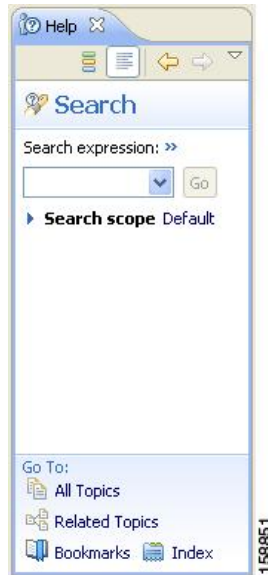 Help
Search
Search expression: »
Go
Search scope Default
Go To:
All Topics
Related Topics
Bookmarks Index
158851